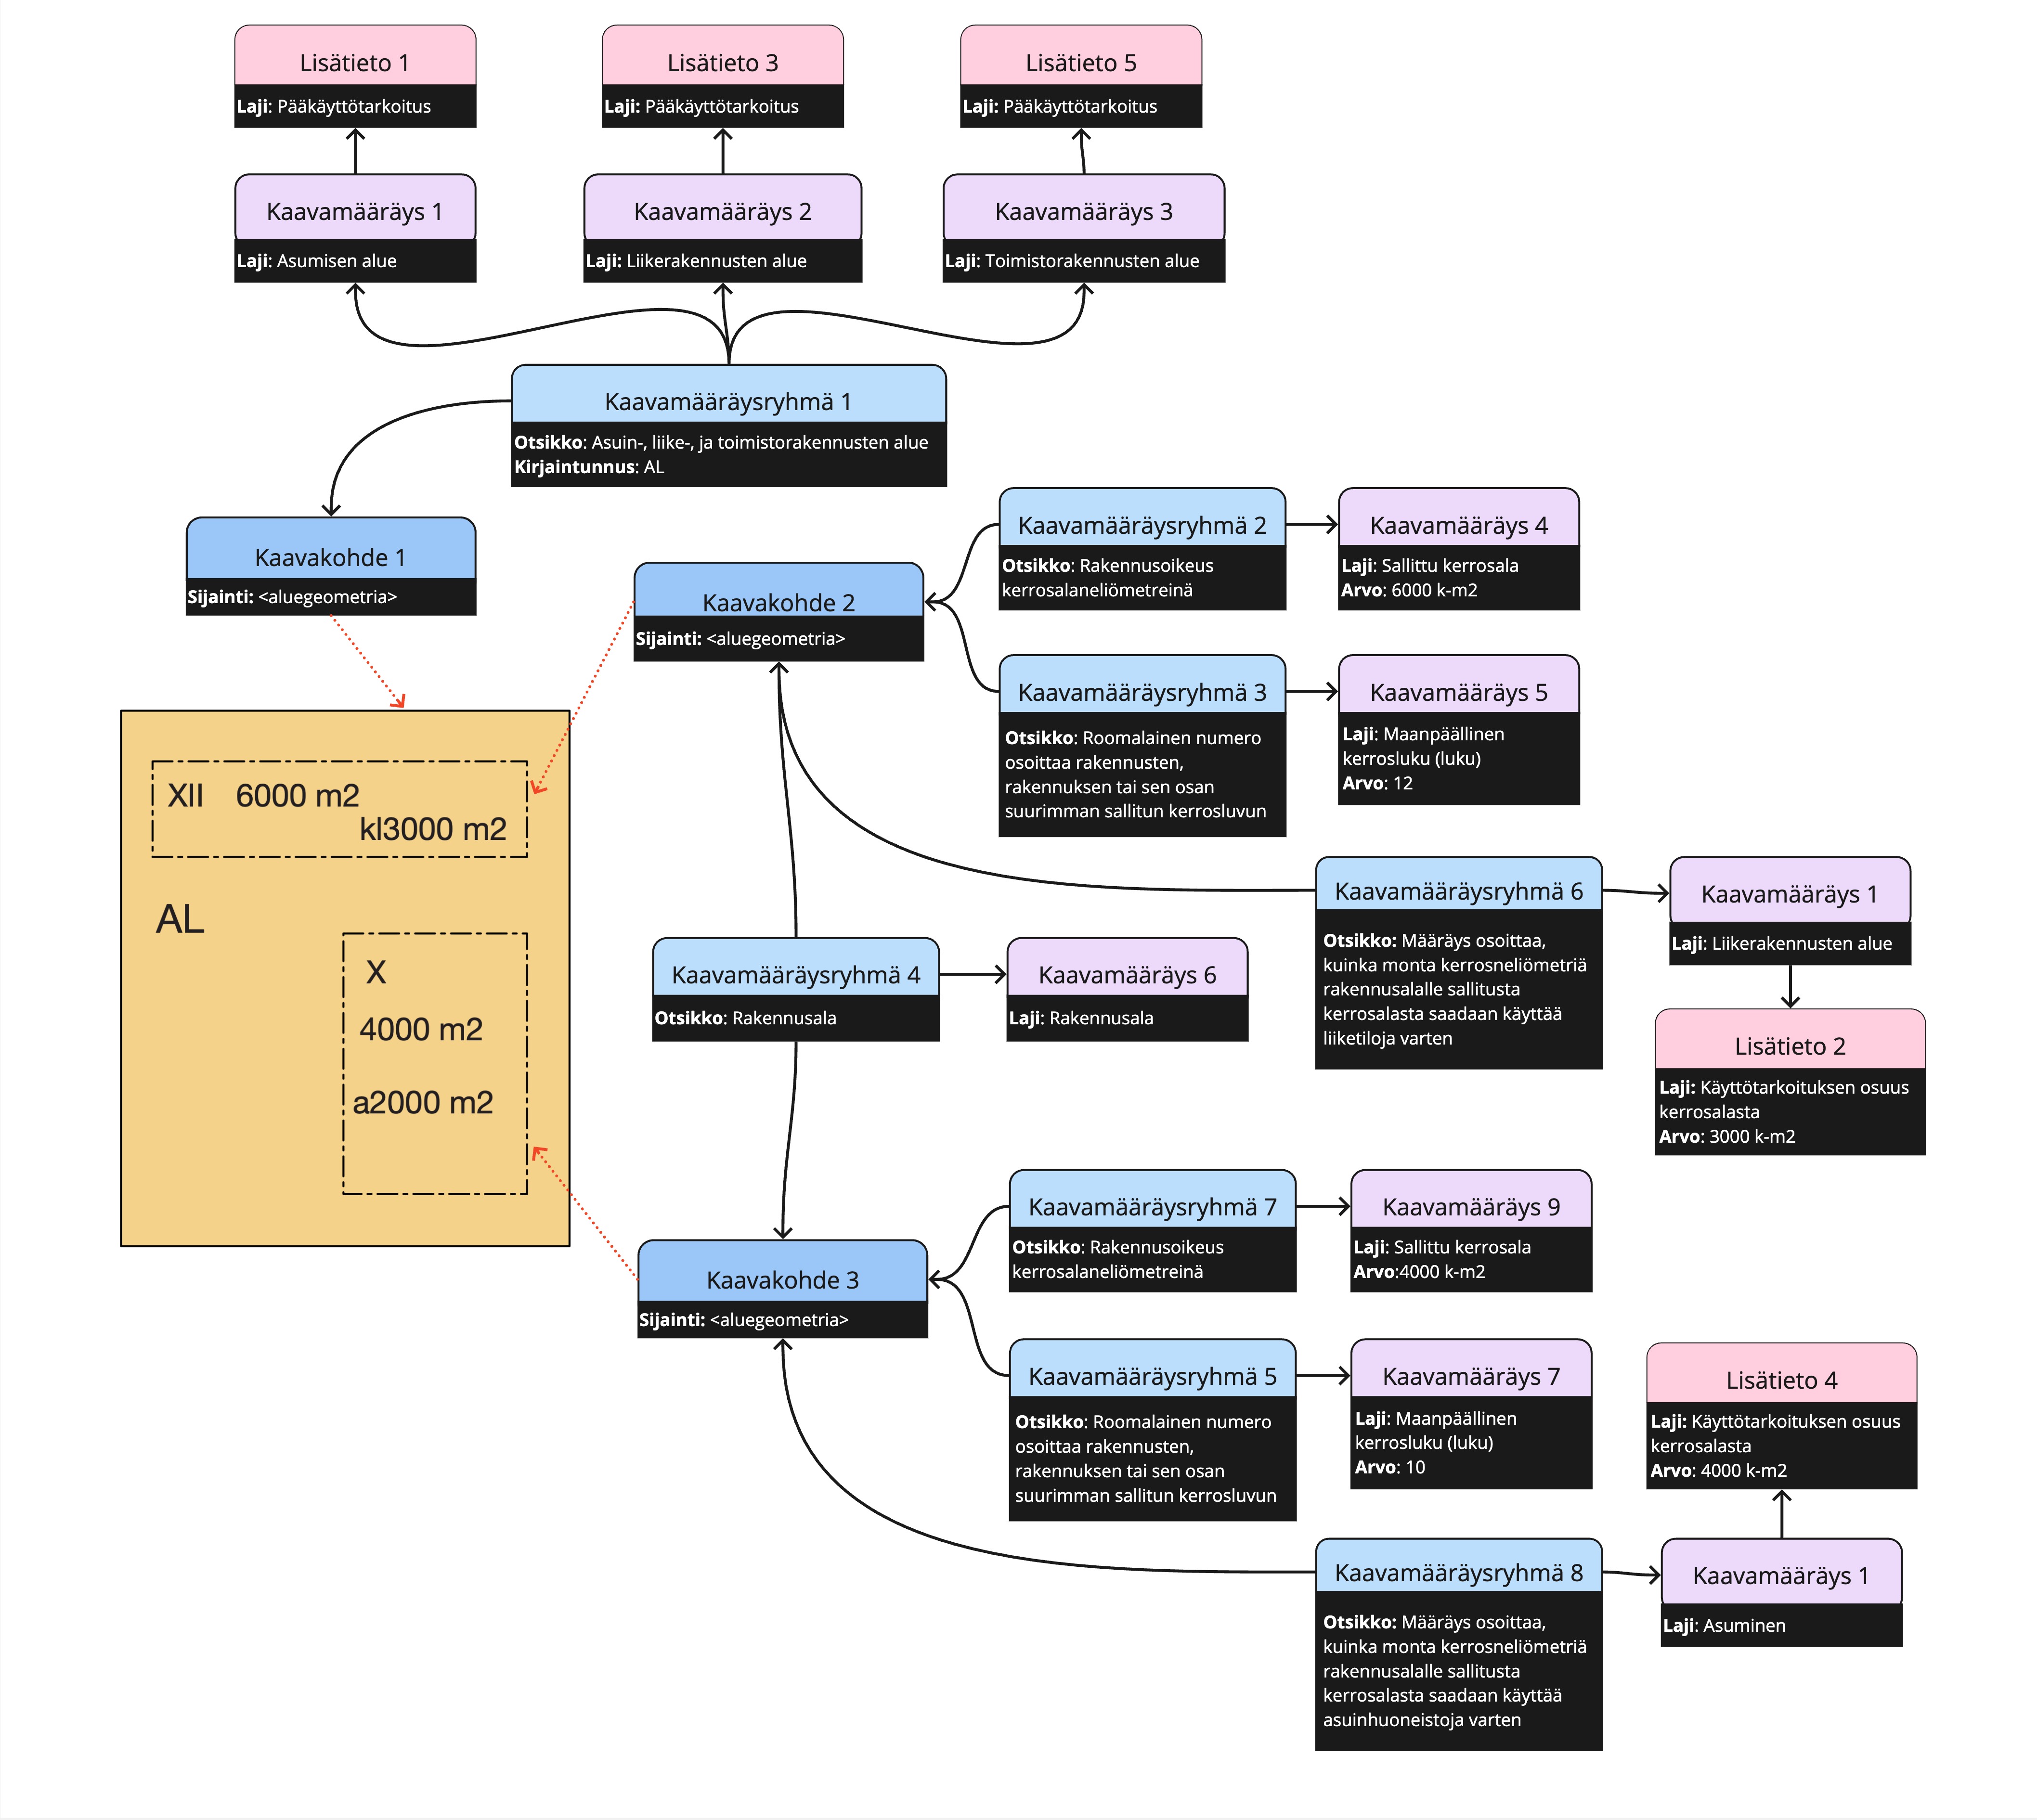 Lisätieto 1
Laji: Pääkäyttötarkoitus
Lisätieto 3
Laji: Pääkäyttötarkoitus
Lisätieto 5
Laji: Pääkäyttötarkoitus
Kaavamääräys 1
Laji: Asumisen alue
Kaavamääräys 2
Laji: Liikerakennusten alue
Kaavamääräys 3
Laji: Toimistorakennusten alue
Kaavamääräysryhmä 1
Otsikko: Asuin-, liike-, ja toimistorakennusten alue
Kirjaintunnus: AL
Kaavakohde 1
Sijainti: <aluegeometria>
Kaavakohde 2
Sijainti: <aluegeometria>
Kaavamääräysryhmä 2
Otsikko: Rakennusoikeus
kerrosalaneliömetreinä
Kaavamääräys 4
Laji: Sallittu kerrosala
Arvo: 6000 k-m2
Kaavamääräysryhmä 3
Otsikko: Roomalainen numero
osoittaa rakennusten,
rakennuksen tai sen osan
suurimman sallitun kerrosluvun
Kaavamääräys 5
Laji: Maanpäällinen
kerrosluku (luku)
Arvo: 12
XII 6000 m2
kl3000 m2
AL
X
4000 m2
a2000 m2
Kaavamääräysryhmä 6
Otsikko: Määräys osoittaa,
kuinka monta kerrosneliömetriä
rakennusalalle sallitusta
kerrosalasta saadaan käyttää
liiketiloja varten
Kaavamääräys 1
Laji: Liikerakennusten alue
Lisätieto 2
Laji: Käyttötarkoituksen osuus
kerrosalasta
Arvo: 3000 k-m2
Kaavamääräysryhmä 4
Otsikko: Rakennusala
Kaavamääräys 6
Laji: Rakennusala
Kaavakohde 3
Sijainti: <aluegeometria>
Kaavamääräysryhmä 7
Otsikko: Rakennusoikeus
kerrosalaneliömetreinä
Kaavamääräys 9
Laji: Sallittu kerrosala
Arvo:4000 k-m2
Kaavamääräysryhmä 5
Otsikko: Roomalainen numero
osoittaa rakennusten,
rakennuksen tai sen osan
suurimman sallitun kerrosluvun
Kaavamääräys 7
Laji: Maanpäällinen
kerrosluku (luku)
Arvo: 10
Lisätieto 4
Laji: Käyttötarkoituksen osuus
kerrosalasta
Arvo: 4000 k-m2
Kaavamääräysryhmä 8
Otsikko: Määräys osoittaa,
kuinka monta kerrosneliömetriä
rakennusalalle sallitusta
kerrosalasta saadaan käyttää
asuinhuoneistoja varten
Kaavamääräys 1
Laji: Asuminen